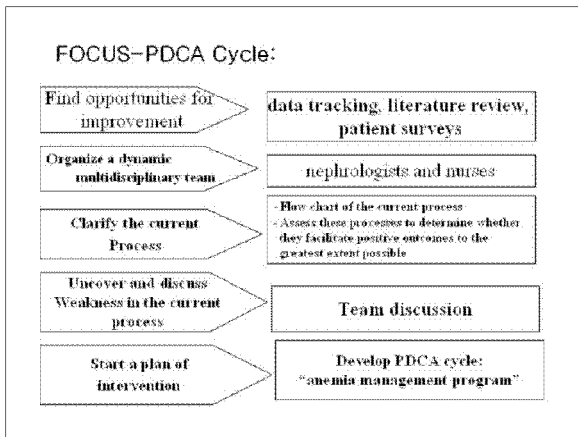 FOCUS-PDCA Cycle:
Find opportunities for
improvement
data tracking, literature review,
patient surveys
Organize a dynamic
multidisciplinary team
nephrologists and nurses
Clarify the current
Process
- Flow chart of the current process
- Assess these processes to determine whether
they facilitate positive outcomes to the
greatest extent possible
Uncover and discuss
Weakness in the current
process
Team discussion
Start a plan of
intervention
Develop PDCA cycle:
“anemia management program”